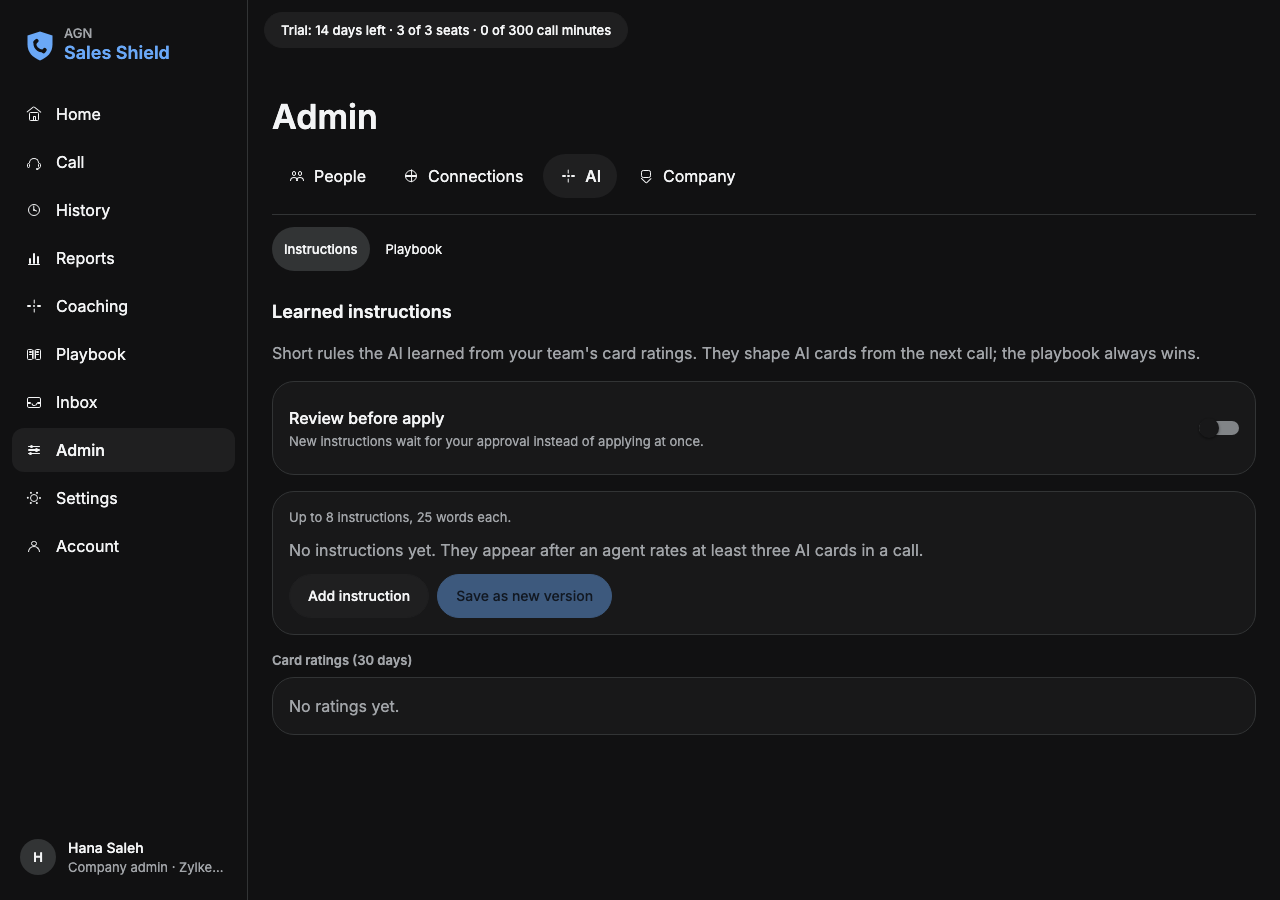 AGN
Sales Shield
Home
Call
History
Reports
Coaching
Playbook
Inbox
Admin
Settings
Account
Hana Saleh
Company admin · Zylke...
Trial: 14 days left · 3 of 3 seats · 0 of 300 call minutes
Admin
People
Connections
AI
Company
Instructions
Playbook
Learned instructions
Short rules the AI learned from your team's card ratings. They shape AI cards from the next call; the playbook always wins.
Review before apply
New instructions wait for your approval instead of applying at once.
Up to 8 instructions, 25 words each.
No instructions yet. They appear after an agent rates at least three AI cards in a call.
Add instruction
Save as new version
Card ratings (30 days)
No ratings yet.
H